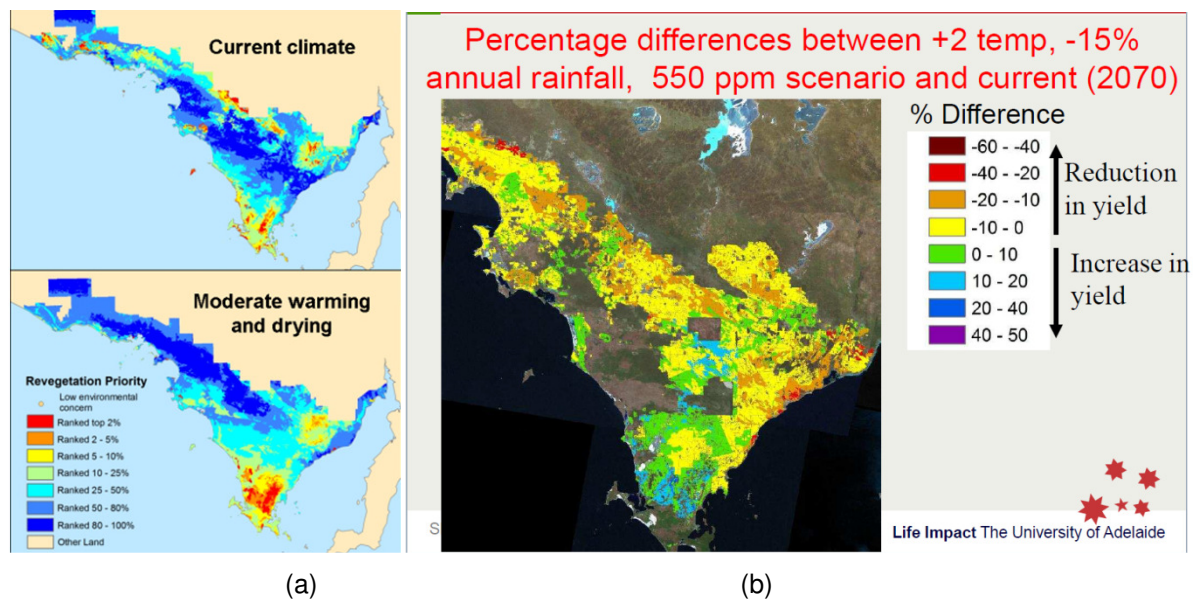 Current climate
Moderate warming
and drying
Revegetation Priority
Low environmental
concern
Ranked top 2%
Ranked 2 - 5%
Ranked 5 - 10%
Ranked 10 - 25%
Ranked 25 - 50%
Ranked 50 - 80%
Ranked 80 - 100%
Other Land
(a)
Percentage differences between +2 temp, -15%
annual rainfall, 550 ppm scenario and current (2070)
% Difference
-60 - -40
-40 - -20
-20 - -10
-10 - 0
0 - 10
10 - 20
20 - 40
40 - 50
Reduction
in yield
Increase in
yield
S
Life Impact The University of Adelaide
(b)